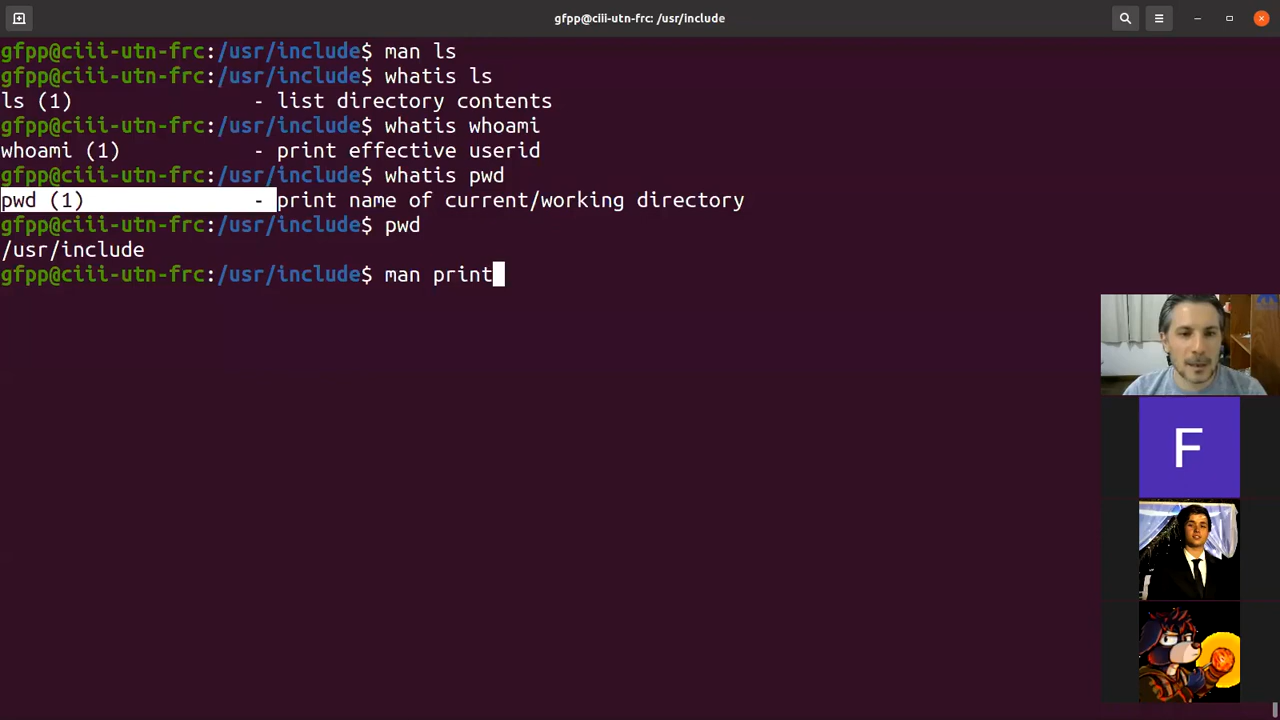 gfpp@ciii-utn-frc: /usr/include
gfpp@ciii-utn-frc:/usr/include$ man ls
gfpp@ciii-utn-frc:/usr/include$ whatis ls
ls (1)               - list directory contents
gfpp@ciii-utn-frc:/usr/include$ whatis whoami
whoami (1)           - print effective userid
gfpp@ciii-utn-frc:/usr/include$ whatis pwd
pwd (1)              - print name of current/working directory
gfpp@ciii-utn-frc:/usr/include$ pwd
/usr/include
gfpp@ciii-utn-frc:/usr/include$ man print
F